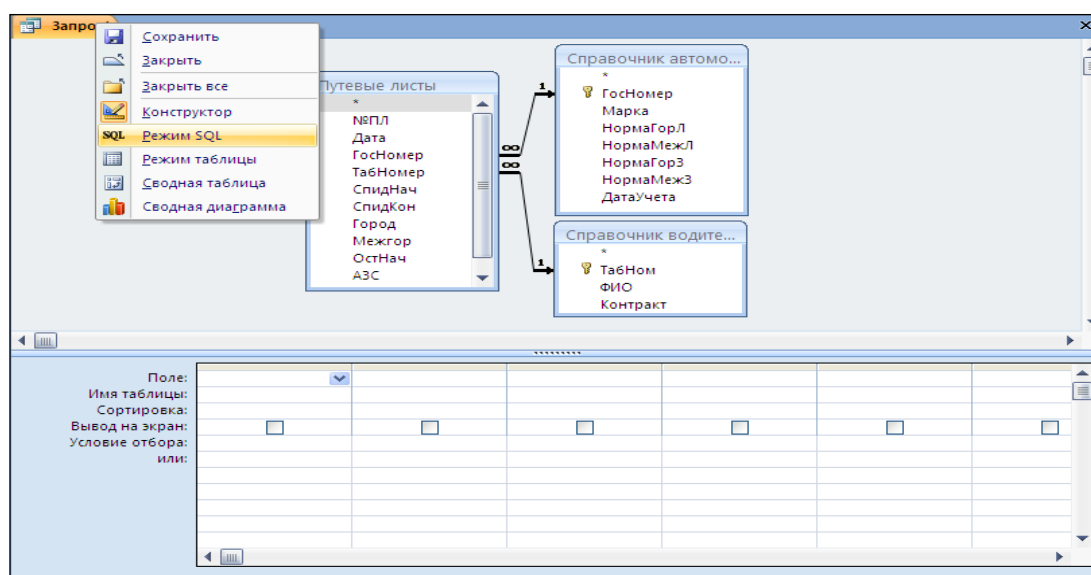 Запрос
Сохранить
Закрыть
Закрыть все
Конструктор
SQL Режим SQL
Режим таблицы
Сводная таблица
Сводная диаграмма
Путевые листы
*
№ПЛ
Дата
ГосНомер
ТабНомер
СпидНач
СпидКон
Город
Межгор
ОстНач
АЗС
1
∞
∞
1
Справочник автомо...
*
ГосНомер
Марка
НормаГорЛ
НормаМежЛ
НормаГорЗ
НормаМежЗ
ДатаУчета
Справочник водите...
*
ТабНом
ФИО
Контракт
Поле:
Имя таблицы:
Сортировка:
Вывод на экран:
Условие отбора:
или: